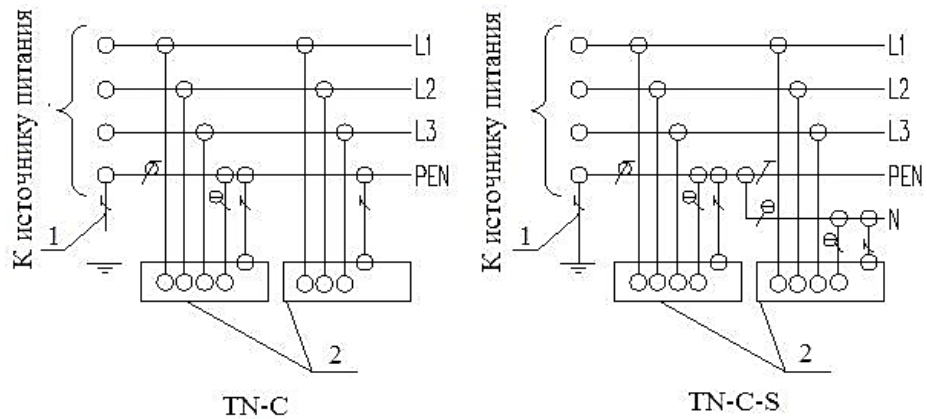 К источнику питания
L1
L2
L3
PEN
1
2
TN-C
К источнику питания
L1
L2
L3
PEN
N
1
2
TN-C-S